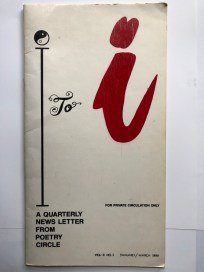 I
To
i
FOR PRIVATE CIRCULATION ONLY
A QUARTERLY
NEWS LETTER
FROM
POETRY
CIRCLE